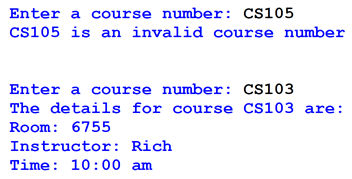 Enter a course number: CS105
CS105 is an invalid course number
Enter a course number: CS103
The details for course CS103 are:
Room: 6755
Instructor: Rich
Time: 10:00 am